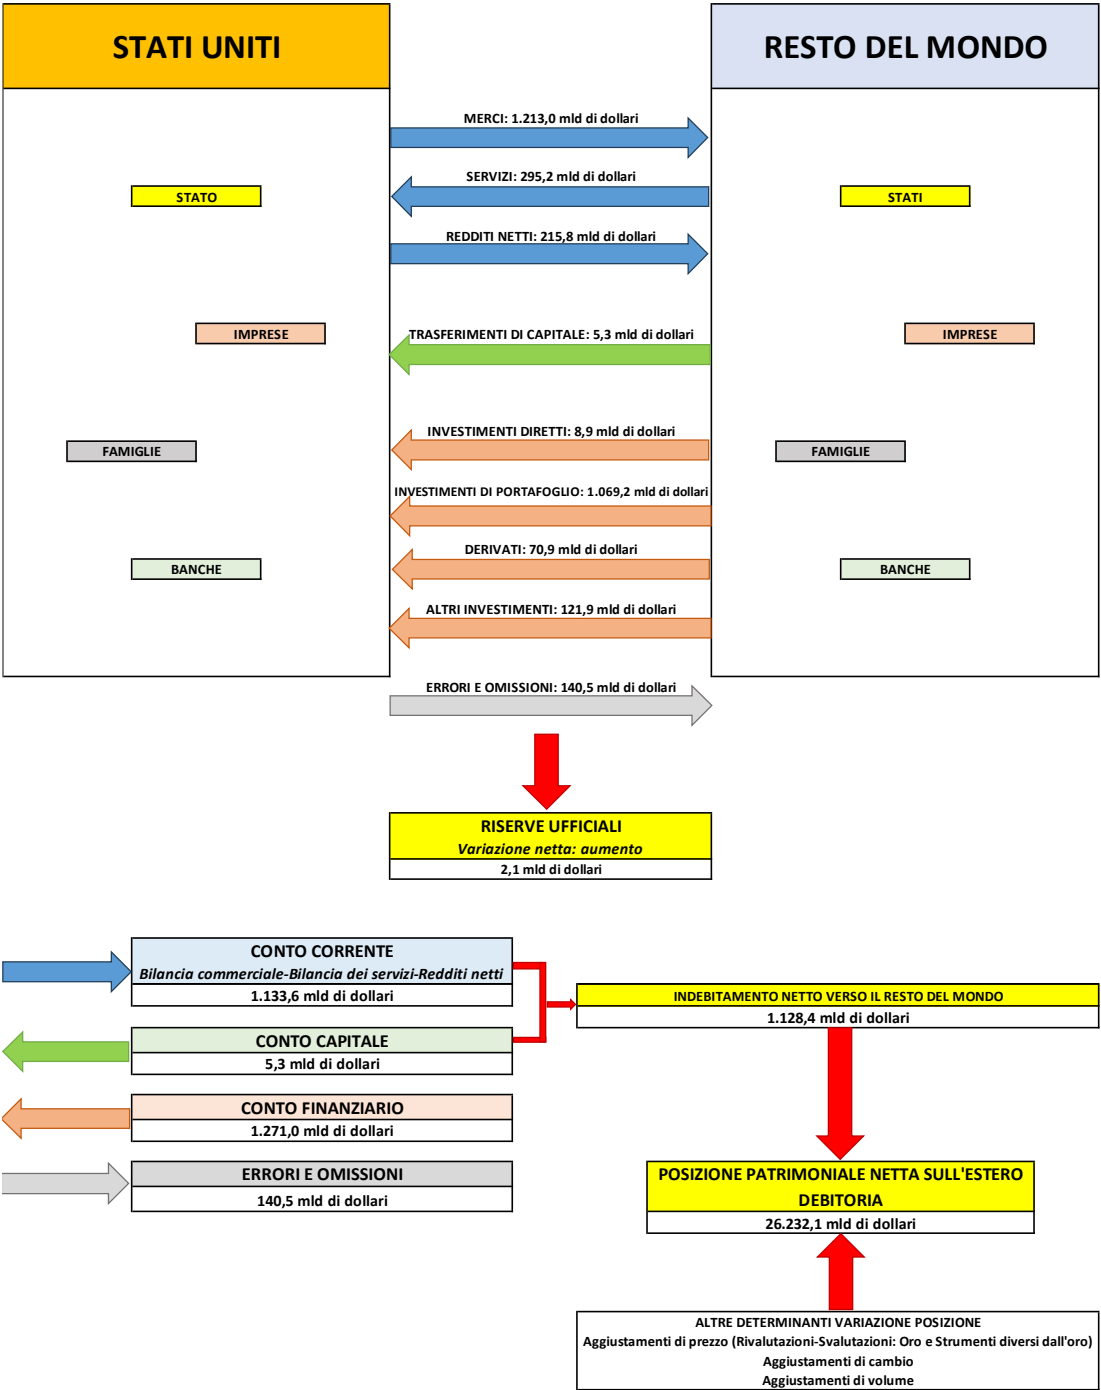 STATI UNITI
RESTO DEL MONDO
MERCI: 1.213,0 mld di dollari
SERVIZI: 295,2 mld di dollari
STATO
STATI
REDDITI NETTI: 215,8 mld di dollari
IMPRESE
TRASFERIMENTI DI CAPITALE: 5,3 mld di dollari
IMPRESE
INVESTIMENTI DIRETTI: 8,9 mld di dollari
FAMIGLIE
FAMIGLIE
INVESTIMENTI DI PORTAFOGLIO: 1.069,2 mld di dollari
DERIVATI: 70,9 mld di dollari
BANCHE
BANCHE
ALTRI INVESTIMENTI: 121,9 mld di dollari
ERRORI E OMISSIONI: 140,5 mld di dollari
RISERVE UFFICIALI
Variazione netta: aumento
2,1 mld di dollari
CONTO CORRENTE
Bilancia commerciale-Bilancia dei servizi-Redditi netti
1.133,6 mld di dollari
INDEBITAMENTO NETTO VERSO IL RESTO DEL MONDO
1.128,4 mld di dollari
CONTO CAPITALE
5,3 mld di dollari
CONTO FINANZIARIO
1.271,0 mld di dollari
ERRORI E OMISSIONI
140,5 mld di dollari
POSIZIONE PATRIMONIALE NETTA SULL'ESTERO
DEBITORIA
26.232,1 mld di dollari
ALTRE DETERMINANTI VARIAZIONE POSIZIONE
Aggiustamenti di prezzo (Rivalutazioni-Svalutazioni: Oro e Strumenti diversi dall'oro)
Aggiustamenti di cambio
Aggiustamenti di volume